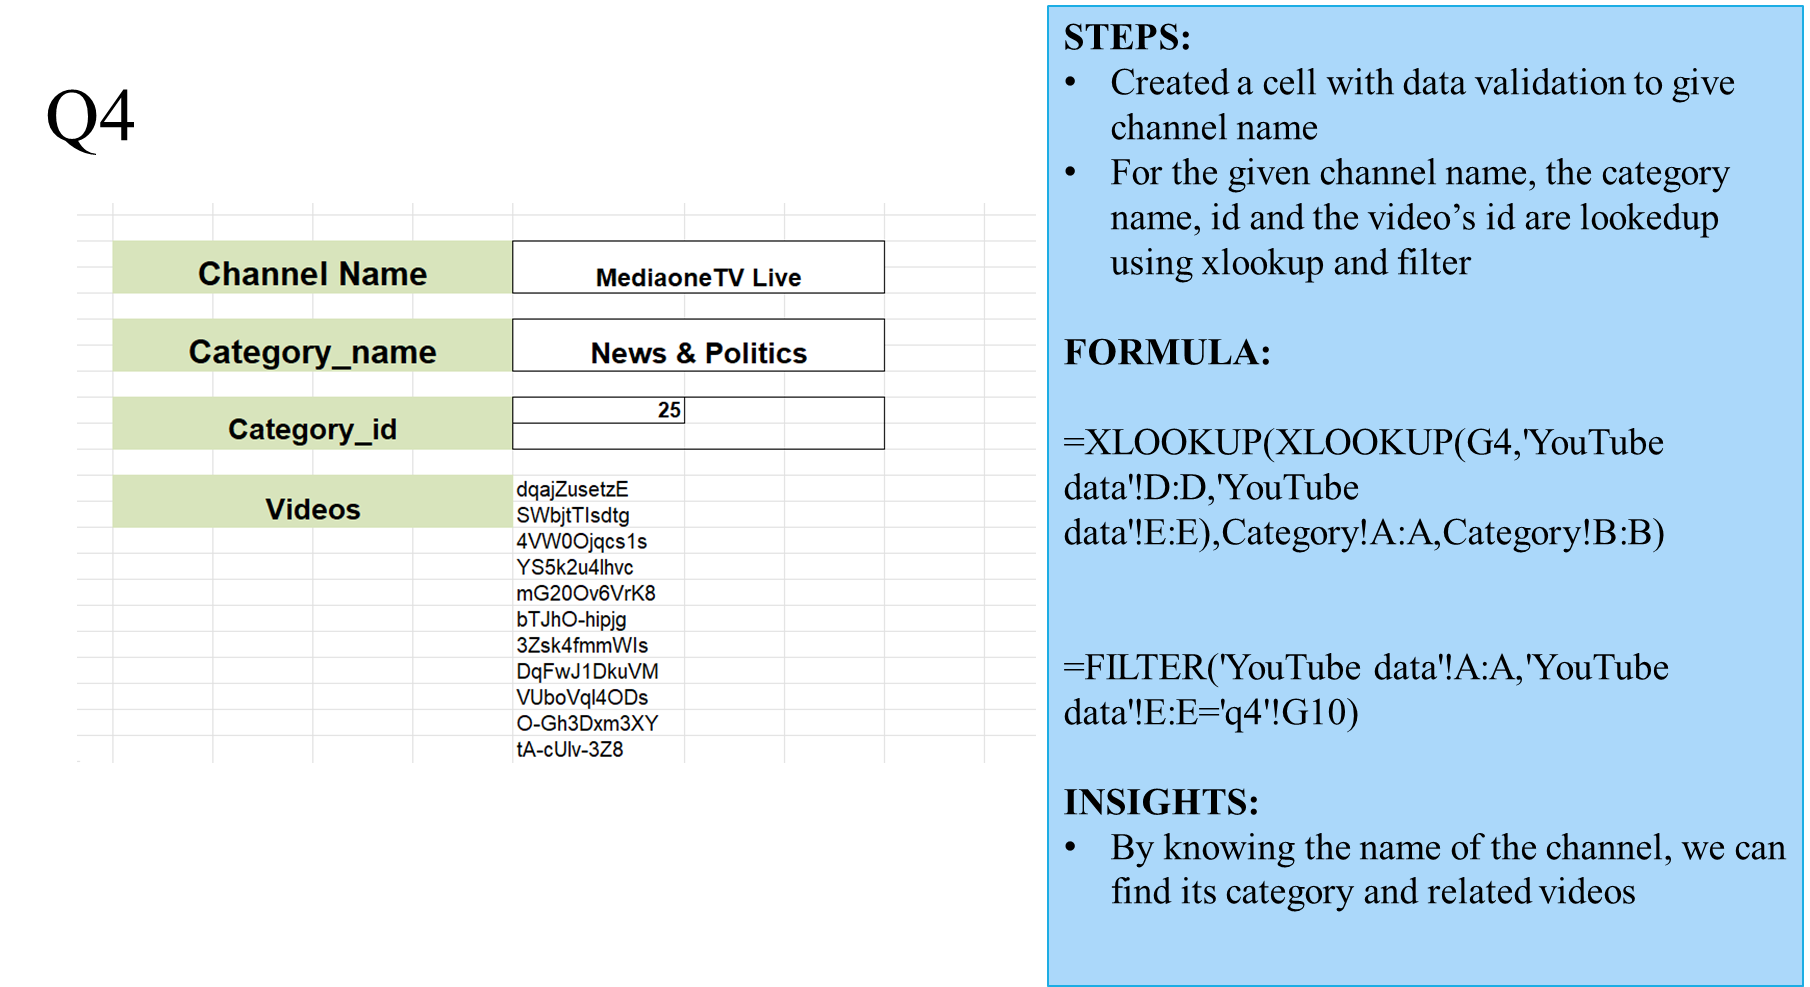 Q4
Channel Name
MediaoneTV Live
Category_name
News & Politics
Category_id
25
Videos
dqajZusetzE
SWbjtTIsdtg
4VW0Ojqcs1s
YS5k2u4lhvc
mG20Ov6VrK8
bTJhO-hipjg
3Zsk4fmmWIs
DqFwJ1DkuVM
VUboVql4ODs
O-Gh3Dxm3XY
tA-cUlv-3Z8
STEPS:
• Created a cell with data validation to give
channel name
• For the given channel name, the category
name, id and the video’s id are lookedup
using xlookup and filter
FORMULA:
=XLOOKUP(XLOOKUP(G4,'YouTube
data'!D:D,'YouTube
data'!E:E),Category!A:A,Category!B:B)
=FILTER('YouTube data'!A:A,'YouTube
data'!E:E='q4'!G10)
INSIGHTS:
• By knowing the name of the channel, we can
find its category and related videos